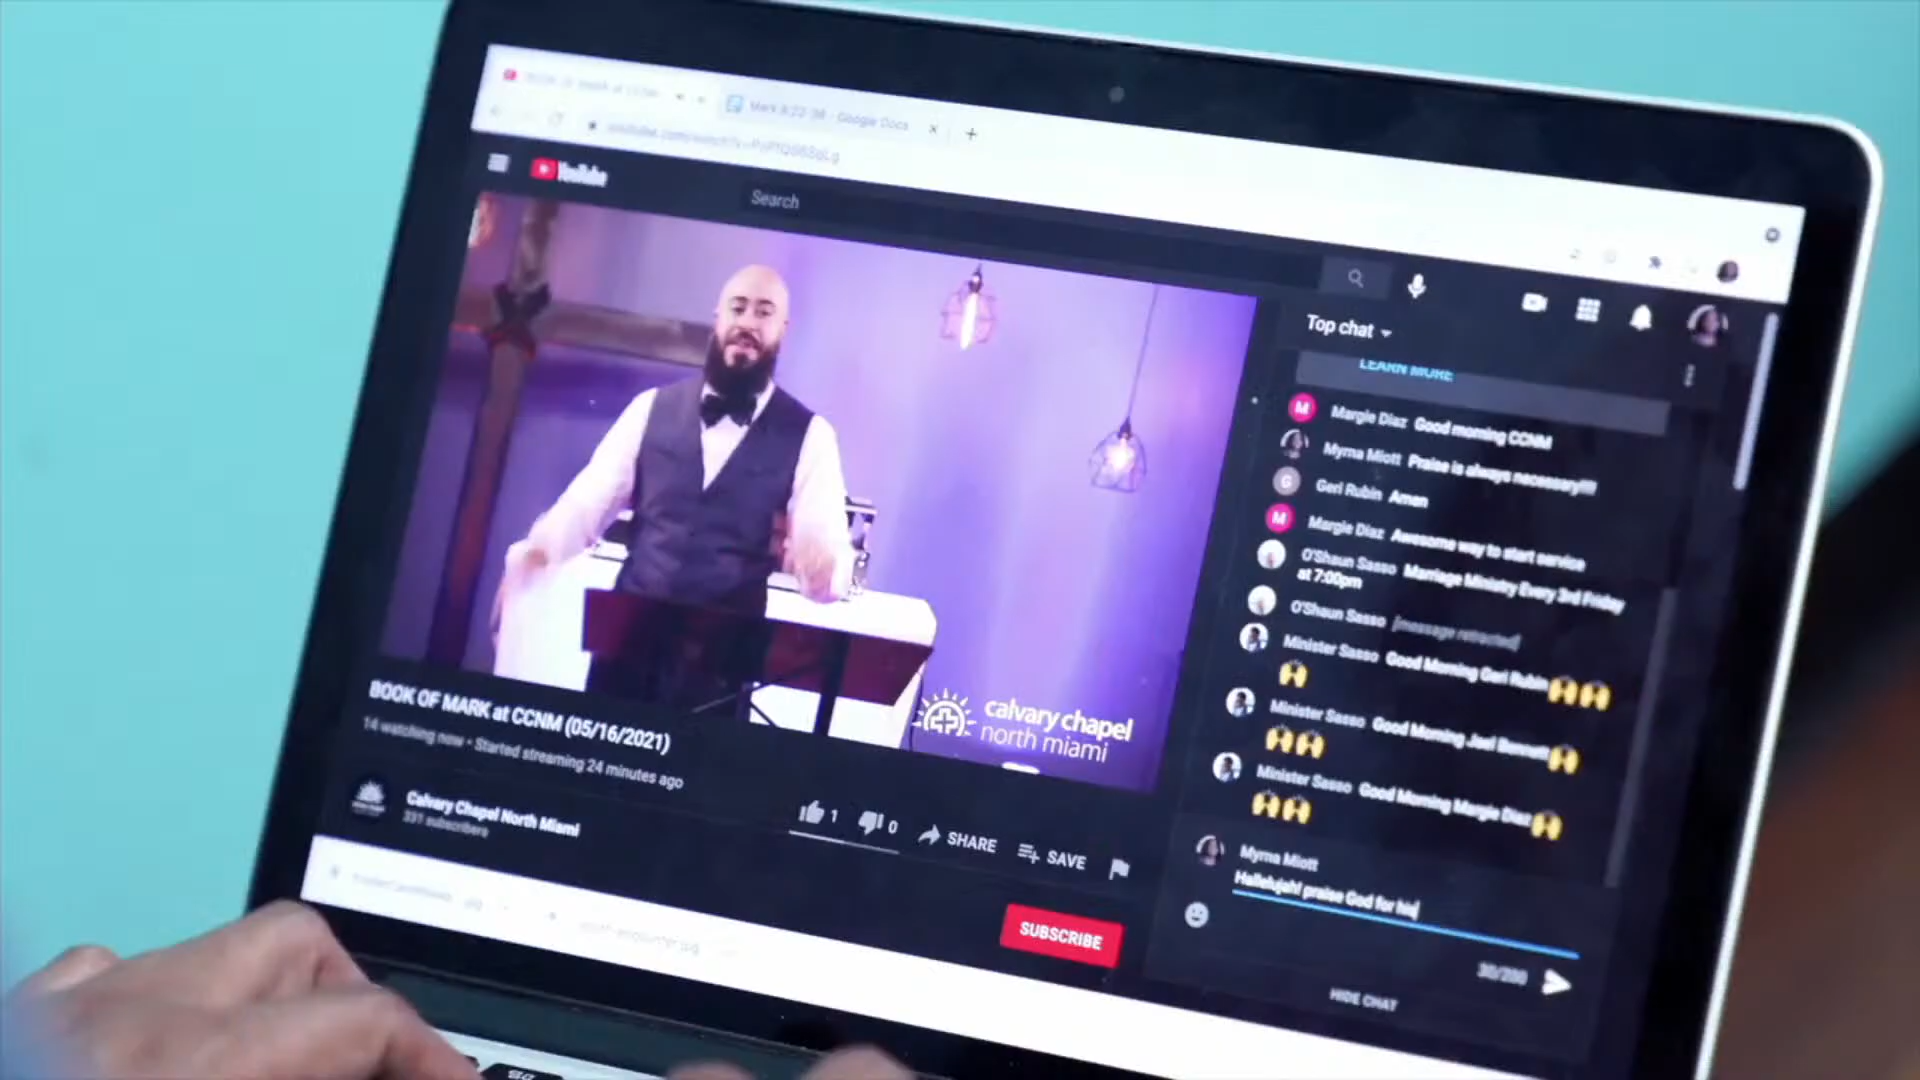 Mark 8:22-38 - Google Docs
YouTube
Search
Top chat
LEARN MORE
M Margie Diaz Good morning CCNM
Myrna Miott Praise is always necessary!!!!
G Geri Rubin Amen
M Margie Diaz Awesome way to start service
O'Shaun Sasso Marriage Ministry Every 3rd Friday
at 7:00pm
O'Shaun Sasso [message retracted]
Minister Sasso Good Morning Geri Rubin
Minister Sasso Good Morning Jael Bennett
Minister Sasso Good Morning Margie Diaz
Myrna Miott
Hallelujah! praise God for his
30/200
HIDE CHAT
calvary chapel
north miami
BOOK OF MARK at CCNM (05/16/2021)
14 watching now • Started streaming 24 minutes ago
1 0 SHARE SAVE
Calvary Chapel North Miami
331 subscribers
SUBSCRIBE